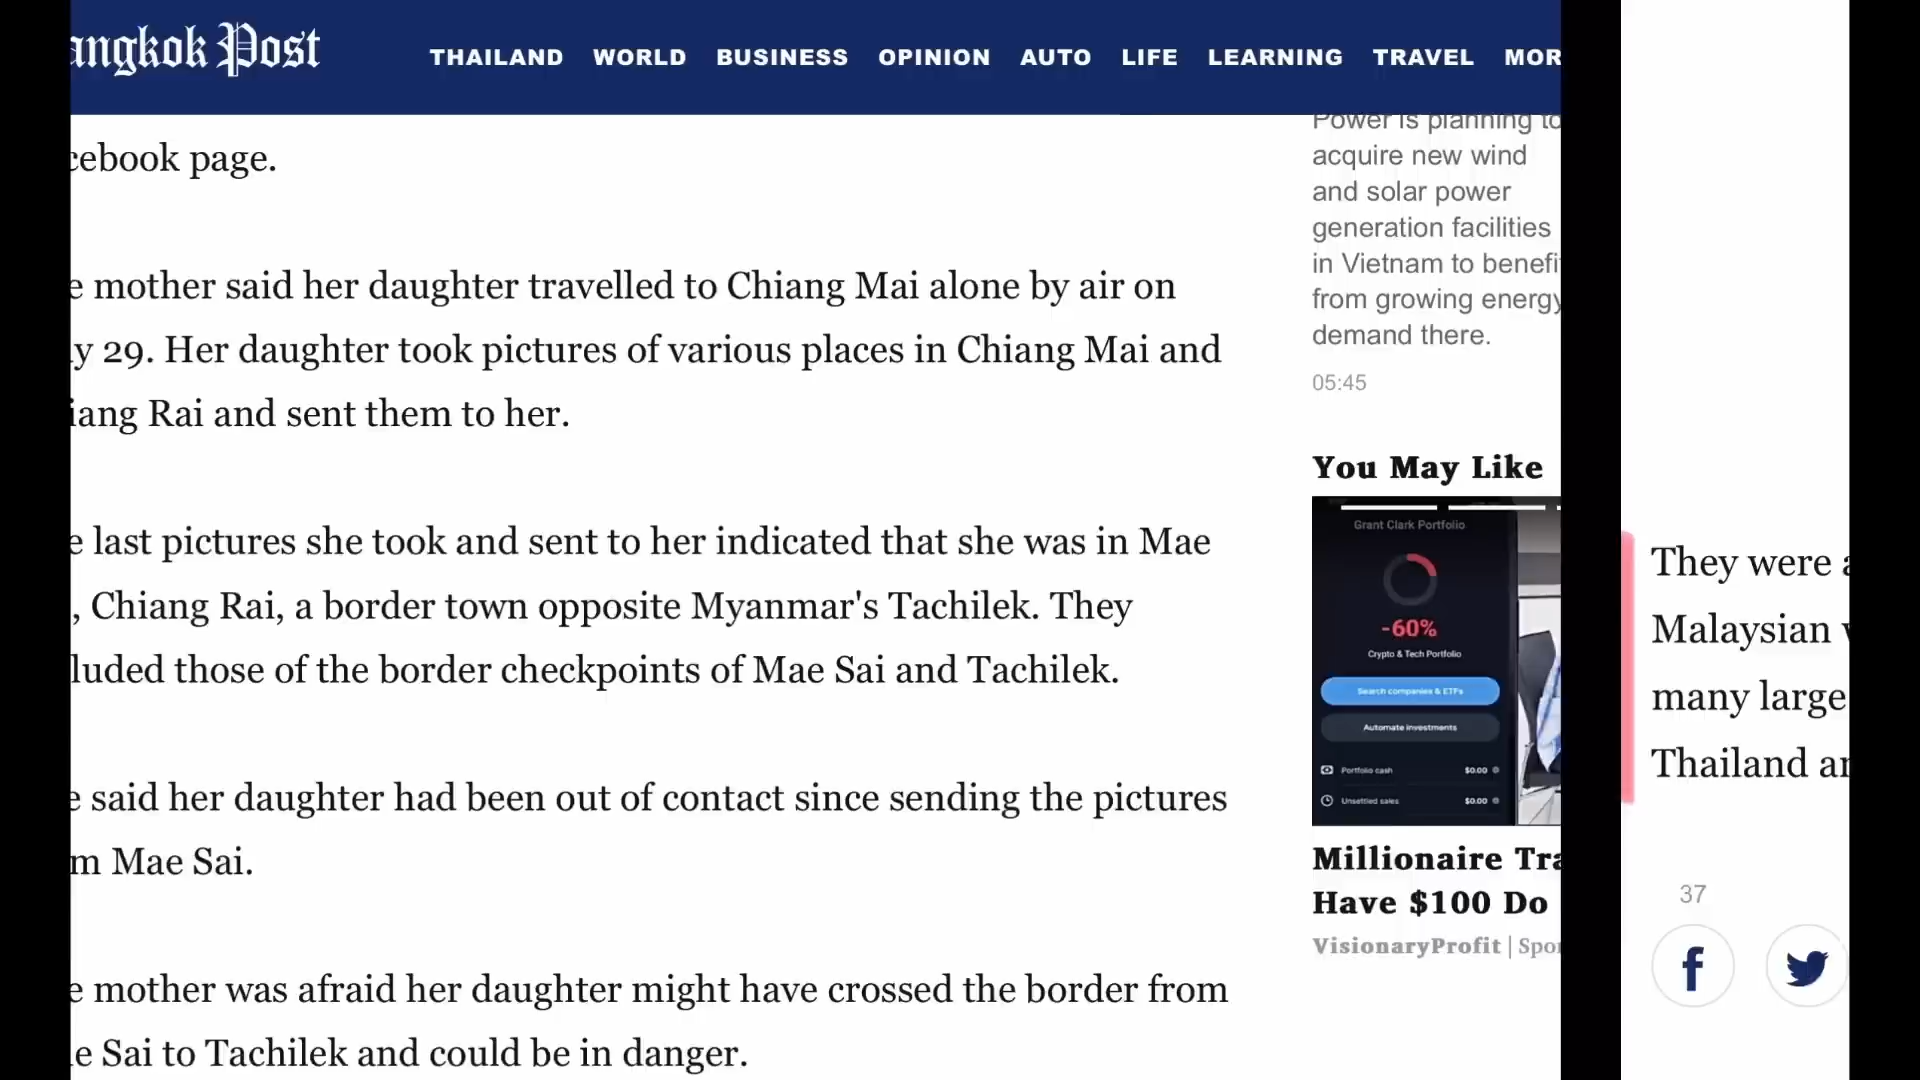 angkok Post
THAILAND WORLD BUSINESS OPINION AUTO LIFE LEARNING TRAVEL MOR
cebook page.
e mother said her daughter travelled to Chiang Mai alone by air on
y 29. Her daughter took pictures of various places in Chiang Mai and
iang Rai and sent them to her.
e last pictures she took and sent to her indicated that she was in Mae
, Chiang Rai, a border town opposite Myanmar's Tachilek. They
luded those of the border checkpoints of Mae Sai and Tachilek.
e said her daughter had been out of contact since sending the pictures
m Mae Sai.
e mother was afraid her daughter might have crossed the border from
e Sai to Tachilek and could be in danger.
Power is planning to
acquire new wind
and solar power
generation facilities
in Vietnam to benefi
from growing energy
demand there.
05:45
You May Like
Grant Clark Portfolio
-60%
Crypto & Tech Portfolio
Search companies & ETFs
Automate investments
Portfolio cash $0.00
Unsettled sales $0.00
Millionaire Tra
Have $100 Do
VisionaryProfit | Spo
They were a
Malaysian
many large
Thailand ar
37